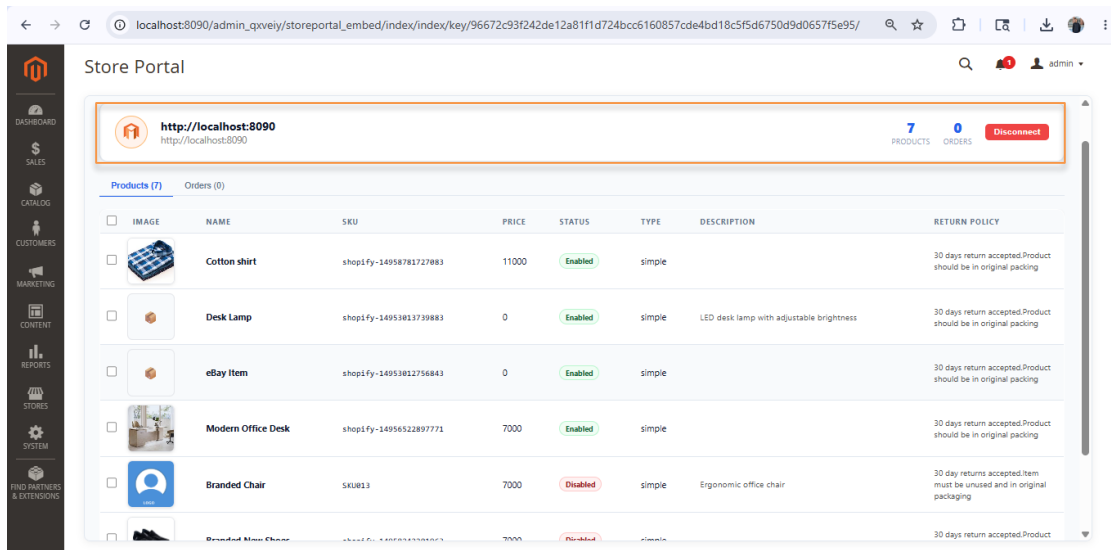 localhost:8090/admin_qxveiy/storeportal_embed/index/index/key/96672c93f242de12a81f1d724bcc6160857cde4bd18c5f5d6750d9d0657f5e95/
Store Portal
1
admin
DASHBOARD
SALES
CATALOG
CUSTOMERS
MARKETING
CONTENT
REPORTS
STORES
SYSTEM
FIND PARTNERS
& EXTENSIONS
http://localhost:8090
http://localhost:8090
7
PRODUCTS
0
ORDERS
Disconnect
Products (7) Orders (0)
IMAGE NAME SKU PRICE STATUS TYPE DESCRIPTION RETURN POLICY
Cotton shirt shopify-14958781727083 11000 Enabled simple 30 days return accepted.Product
should be in original packing
Desk Lamp shopify-14953013739883 0 Enabled simple LED desk lamp with adjustable brightness 30 days return accepted.Product
should be in original packing
eBay Item shopify-14953012756843 0 Enabled simple 30 days return accepted.Product
should be in original packing
Modern Office Desk shopify-14956522897771 7000 Enabled simple 30 days return accepted.Product
should be in original packing
Branded Chair SKU013 7000 Disabled simple Ergonomic office chair 30 day returns accepted.Item
must be unused and in original
packaging
Branded New Shoes 7000 Disabled simple 30 days return accepted.Product